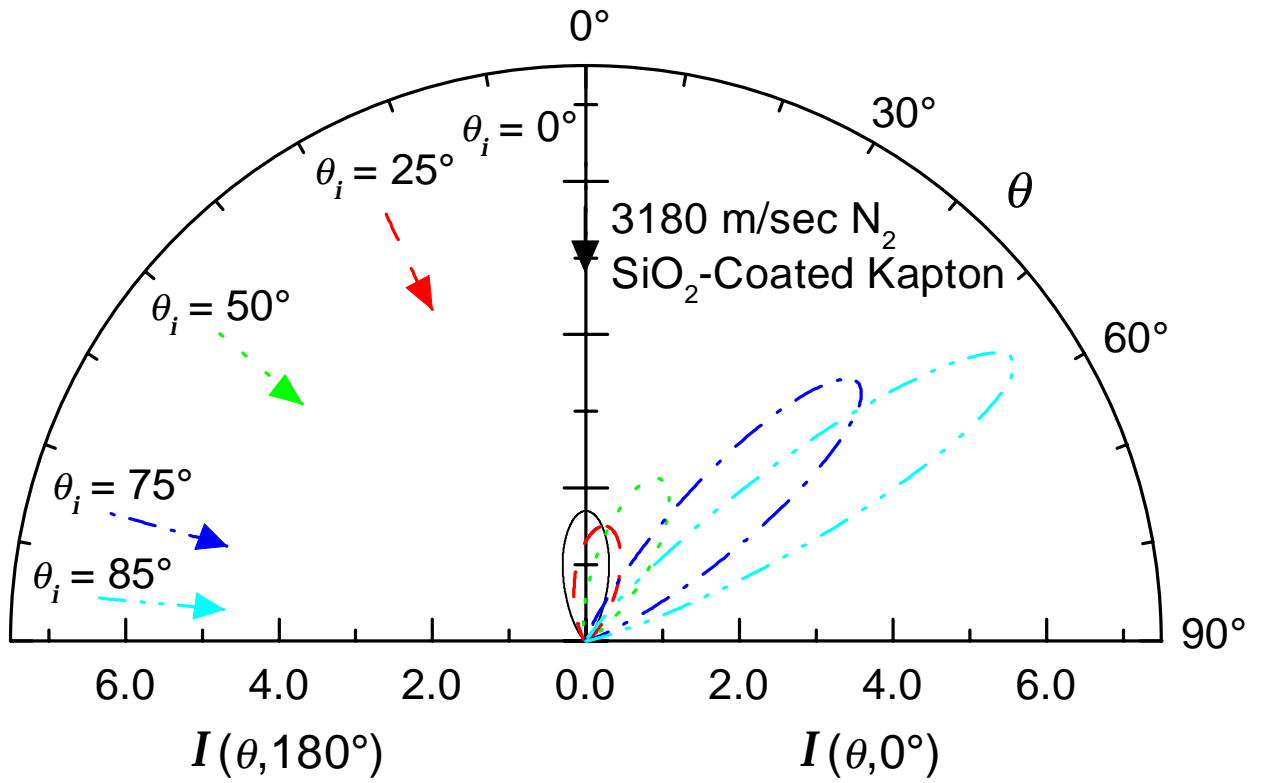 0°
θi = 0°
30°
θi = 25°
θ
3180 m/sec N2
SiO2-Coated Kapton
θi = 50°
60°
θi = 75°
θi = 85°
90°
6.0 4.0 2.0 0.0 2.0 4.0 6.0
I (θ,180°) I (θ,0°)